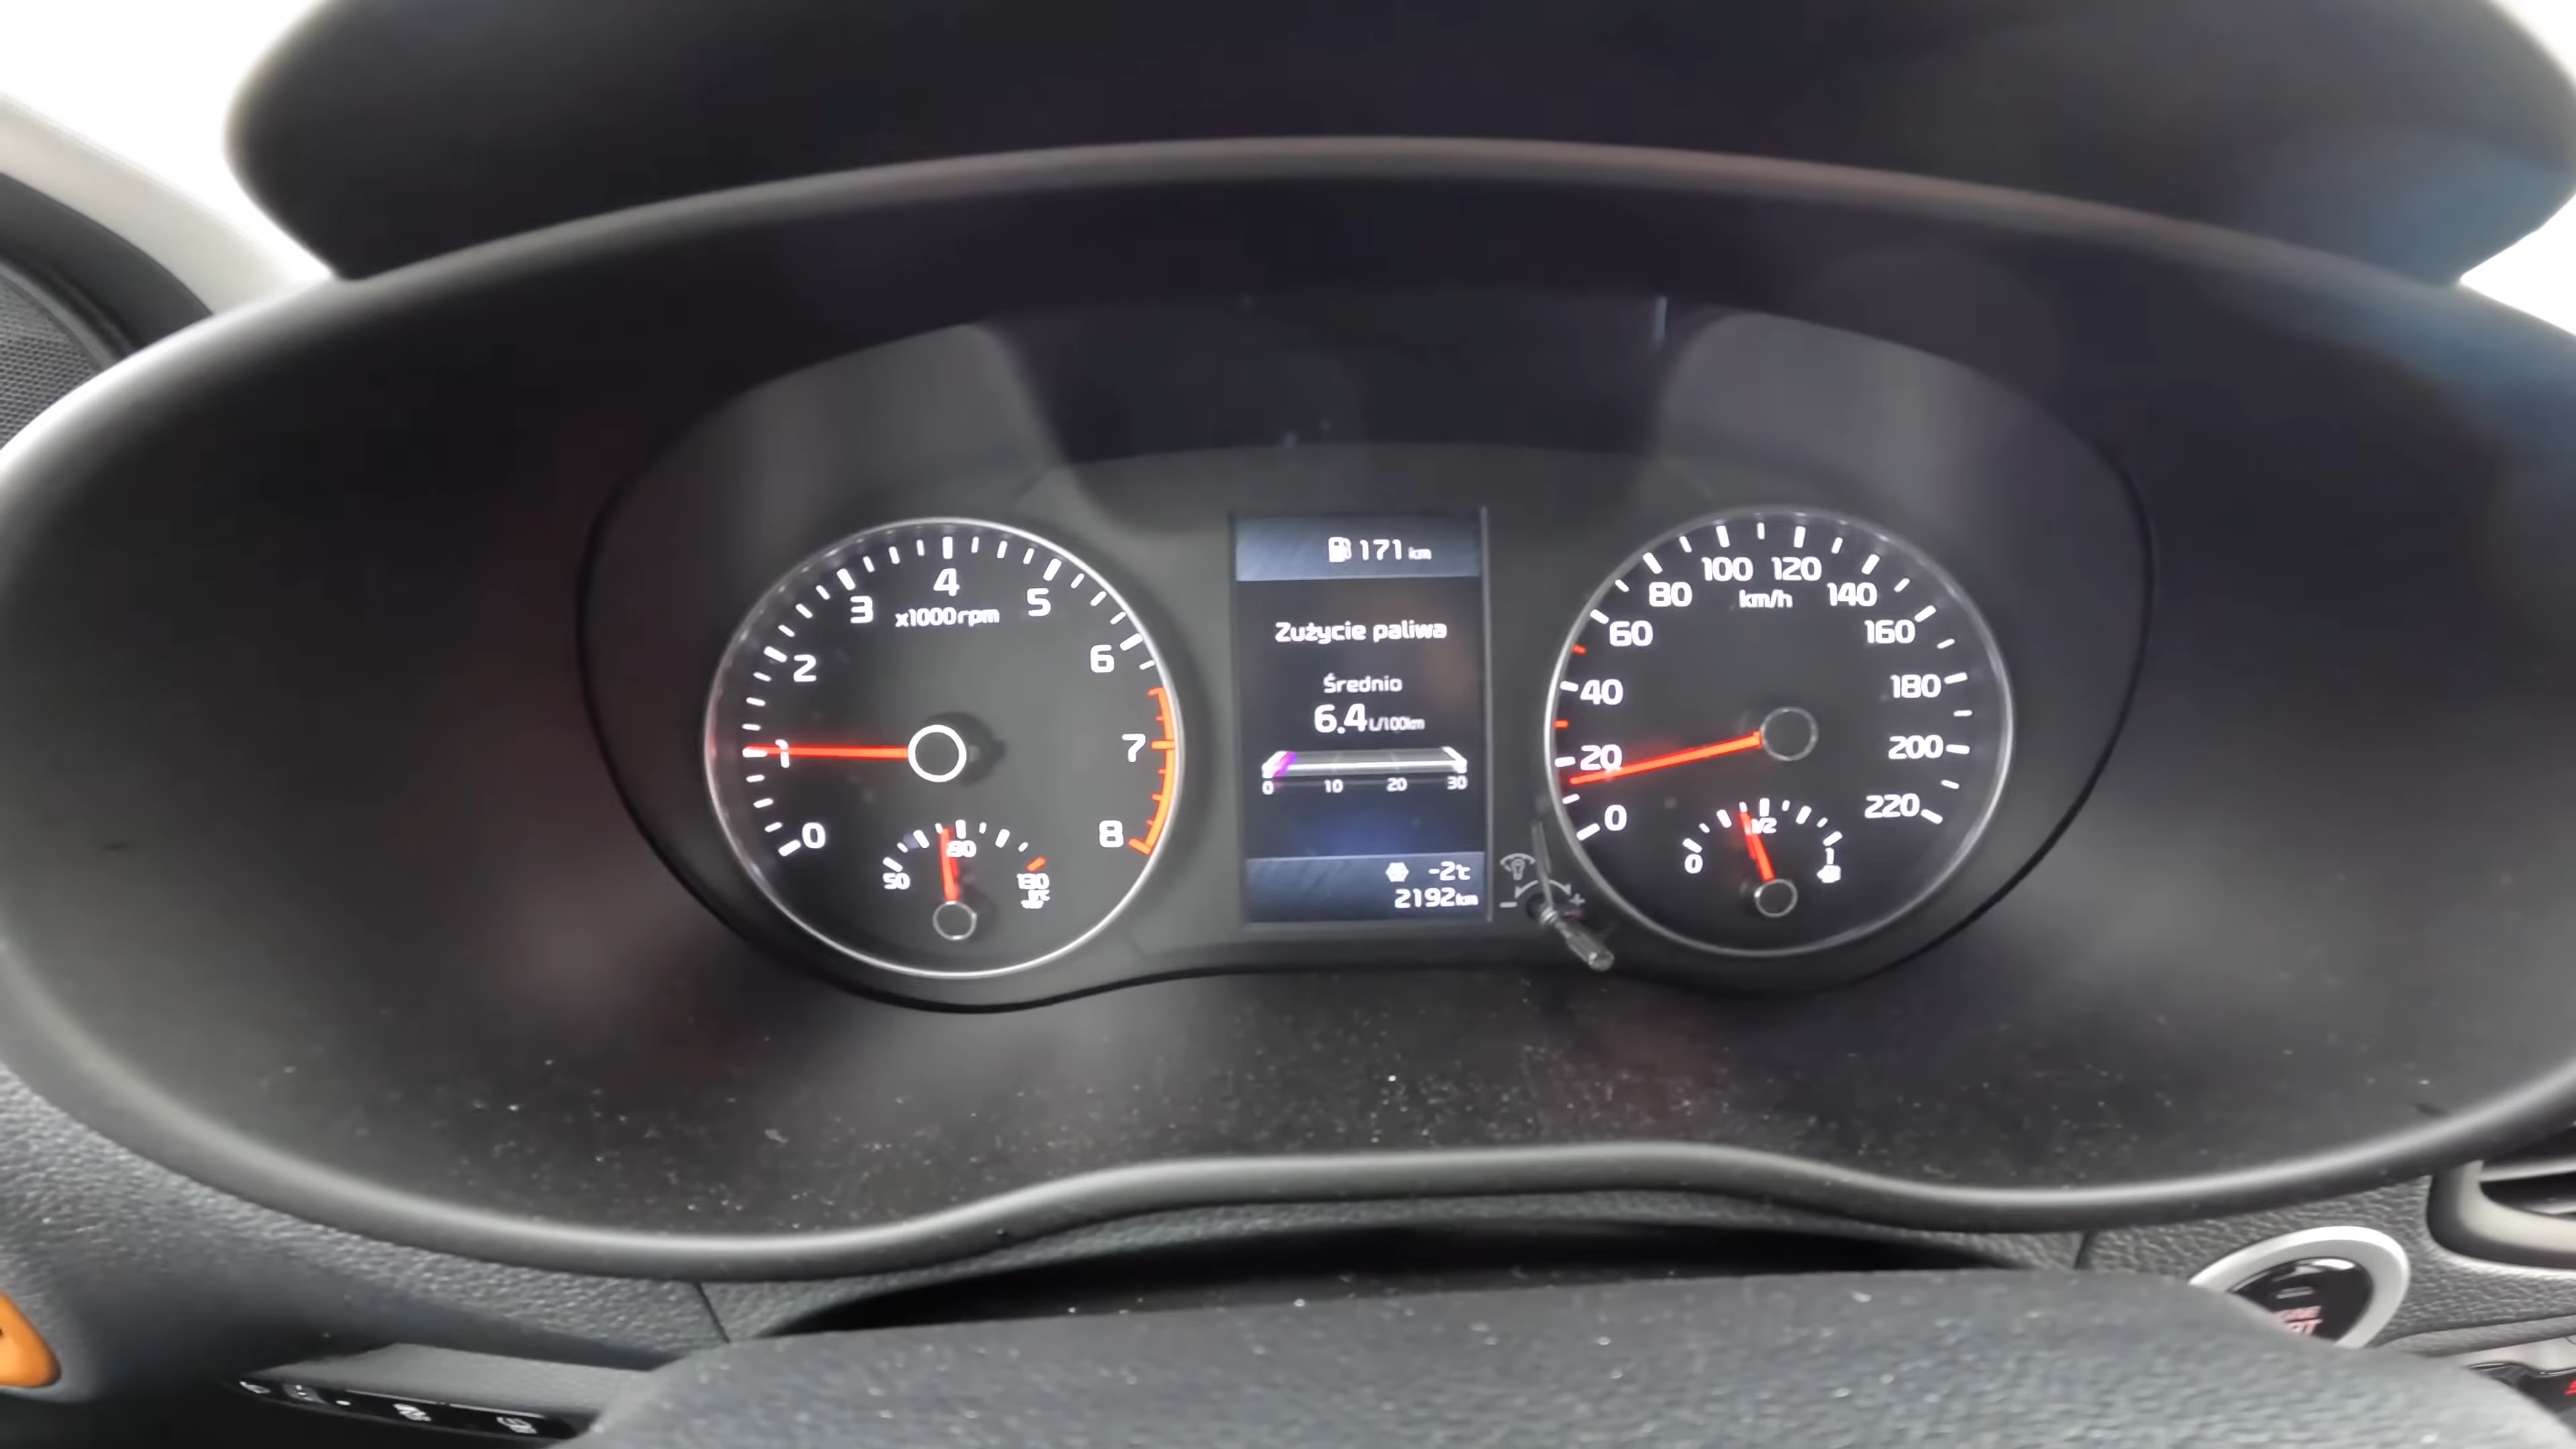 4
3
5
x1000rpm
2
6
1
7
0
8
90
50
130
°C
171 km
Zużycie paliwa
Średnio
6.4 L/100km
0 10 20 30
-2°C
2192 km
- +
100 120
80 km/h 140
60
160
40
180
20
200
0
220
1/2
0
1